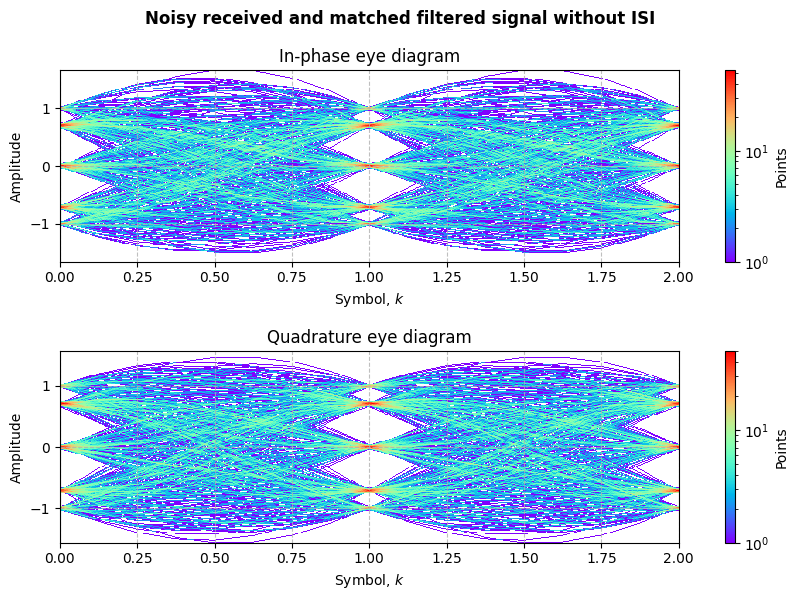 Noisy received and matched filtered signal without ISI
In-phase eye diagram
Amplitude
1
0
−1
0.00 0.25 0.50 0.75 1.00 1.25 1.50 1.75 2.00
Symbol, k
10¹
10⁰
Points
Quadrature eye diagram
Amplitude
1
0
−1
0.00 0.25 0.50 0.75 1.00 1.25 1.50 1.75 2.00
Symbol, k
10¹
10⁰
Points